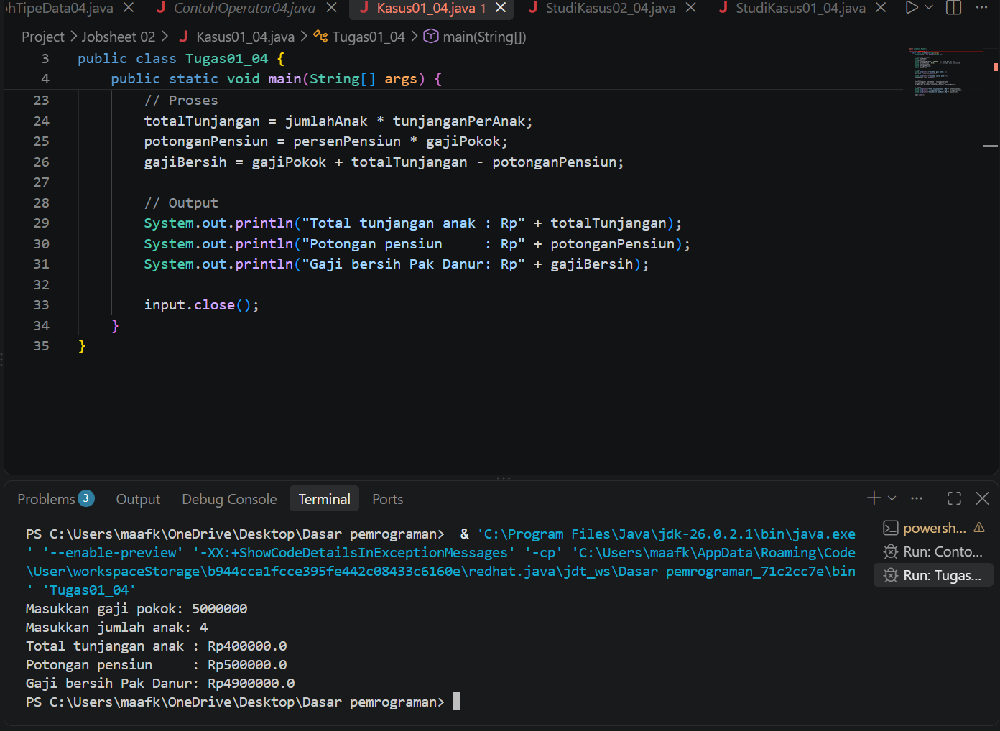 hTipeData04.java
ContohOperator04.java
Kasus01_04.java 1
StudiKasus02_04.java
StudiKasus01_04.java
Project > Jobsheet 02 > Kasus01_04.java > Tugas01_04 > main(String[])
3 public class Tugas01_04 {
4 public static void main(String[] args) {
23 // Proses
24 totalTunjangan = jumlahAnak * tunjanganPerAnak;
25 potonganPensiun = persenPensiun * gajiPokok;
26 gajiBersih = gajiPokok + totalTunjangan - potonganPensiun;
27
28 // Output
29 System.out.println("Total tunjangan anak : Rp" + totalTunjangan);
30 System.out.println("Potongan pensiun     : Rp" + potonganPensiun);
31 System.out.println("Gaji bersih Pak Danur: Rp" + gajiBersih);
32
33 input.close();
34 }
35 }
Problems 3 Output Debug Console Terminal Ports
PS C:\Users\maafk\OneDrive\Desktop\Dasar pemrograman>  & 'C:\Program Files\Java\jdk-26.0.2.1\bin\java.exe
' '--enable-preview' '-XX:+ShowCodeDetailsInExceptionMessages' '-cp' 'C:\Users\maafk\AppData\Roaming\Code
\User\workspaceStorage\b944cca1fcce395fe442c08433c6160e\redhat.java\jdt_ws\Dasar pemrograman_71c2cc7e\bin
' 'Tugas01_04'
Masukkan gaji pokok: 5000000
Masukkan jumlah anak: 4
Total tunjangan anak : Rp400000.0
Potongan pensiun     : Rp500000.0
Gaji bersih Pak Danur: Rp4900000.0
PS C:\Users\maafk\OneDrive\Desktop\Dasar pemrograman>
powersh...
Run: Conto...
Run: Tugas...